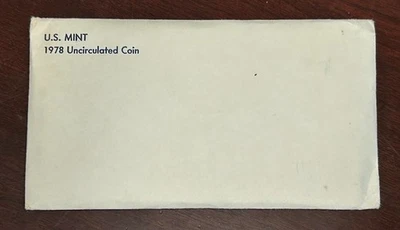 U.S. MINT
1978 Uncirculated Coin